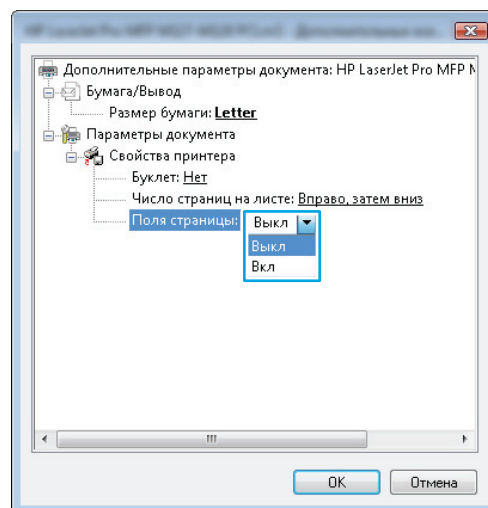 Дополнительные параметры документа: HP LaserJet Pro MFP M
Бумага/Вывод
Размер бумаги: Letter
Параметры документа
Свойства принтера
Буклет: Нет
Число страниц на листе: Вправо, затем вниз
Поля страницы: Выкл
Выкл
Вкл
OK
Отмена